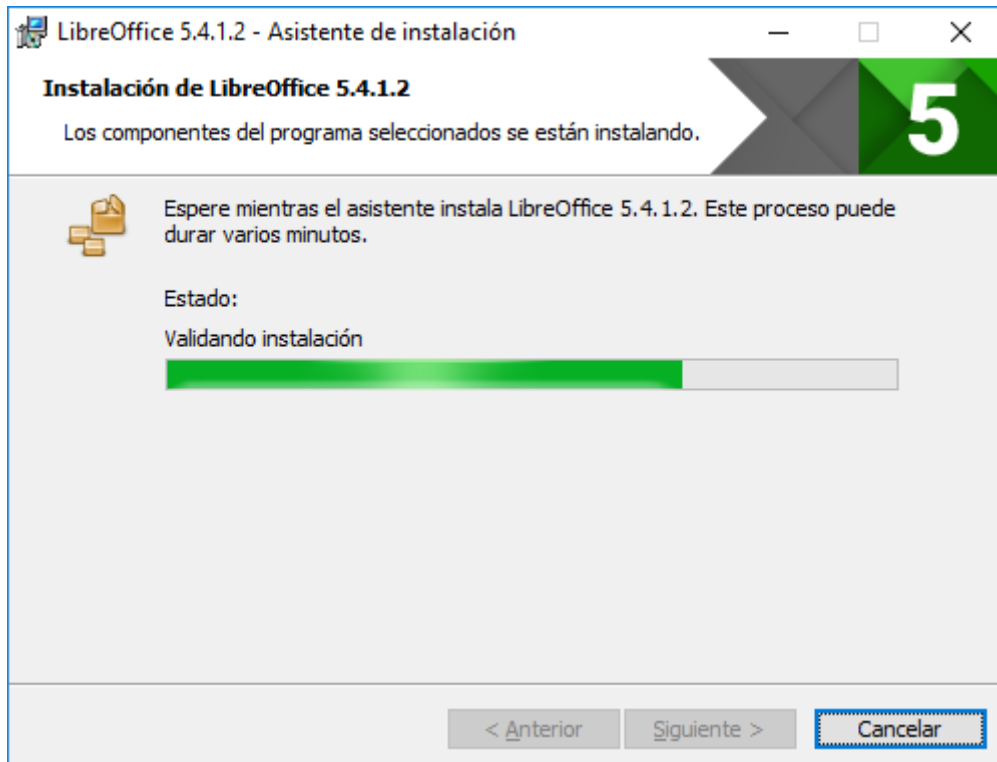 LibreOffice 5.4.1.2 - Asistente de instalación
Instalación de LibreOffice 5.4.1.2
Los componentes del programa seleccionados se están instalando.
5
Espere mientras el asistente instala LibreOffice 5.4.1.2. Este proceso puede
durar varios minutos.
Estado:
Validando instalación
< Anterior
Siguiente >
Cancelar